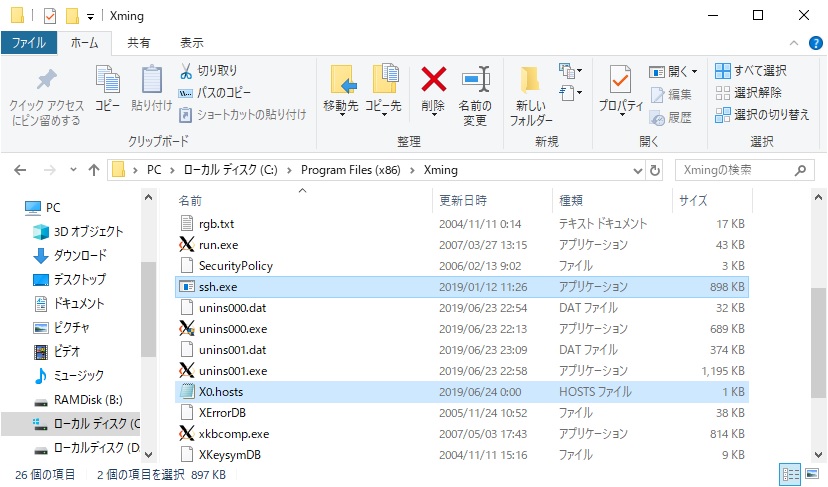 Xming
ファイル ホーム 共有 表示
クイック アクセス
にピン留めする
コピー
貼り付け
切り取り
パスのコピー
ショートカットの貼り付け
クリップボード
移動先
コピー先
削除
名前の
変更
整理
新しい
フォルダー
新規
プロパティ
開く
編集
履歴
開く
すべて選択
選択解除
選択の切り替え
選択
PC › ローカル ディスク (C:) › Program Files (x86) › Xming
Xmingの検索
PC
3D オブジェクト
ダウンロード
デスクトップ
ドキュメント
ピクチャ
ビデオ
ミュージック
RAMDisk (B:)
ローカル ディスク (C
ローカルディスク (D
名前 更新日時 種類 サイズ
rgb.txt 2004/11/11 0:14 テキスト ドキュメント 17 KB
run.exe 2007/03/27 13:15 アプリケーション 43 KB
SecurityPolicy 2006/02/13 9:02 ファイル 3 KB
ssh.exe 2019/01/12 11:26 アプリケーション 898 KB
unins000.dat 2019/06/23 22:54 DAT ファイル 32 KB
unins000.exe 2019/06/23 22:13 アプリケーション 689 KB
unins001.dat 2019/06/23 23:09 DAT ファイル 374 KB
unins001.exe 2019/06/23 22:58 アプリケーション 1,195 KB
X0.hosts 2019/06/24 0:00 HOSTS ファイル 1 KB
XErrorDB 2005/11/24 10:52 ファイル 38 KB
xkbcomp.exe 2007/05/03 17:43 アプリケーション 814 KB
XKeysymDB 2004/11/11 15:16 ファイル 9 KB
26 個の項目 2 個の項目を選択 897 KB